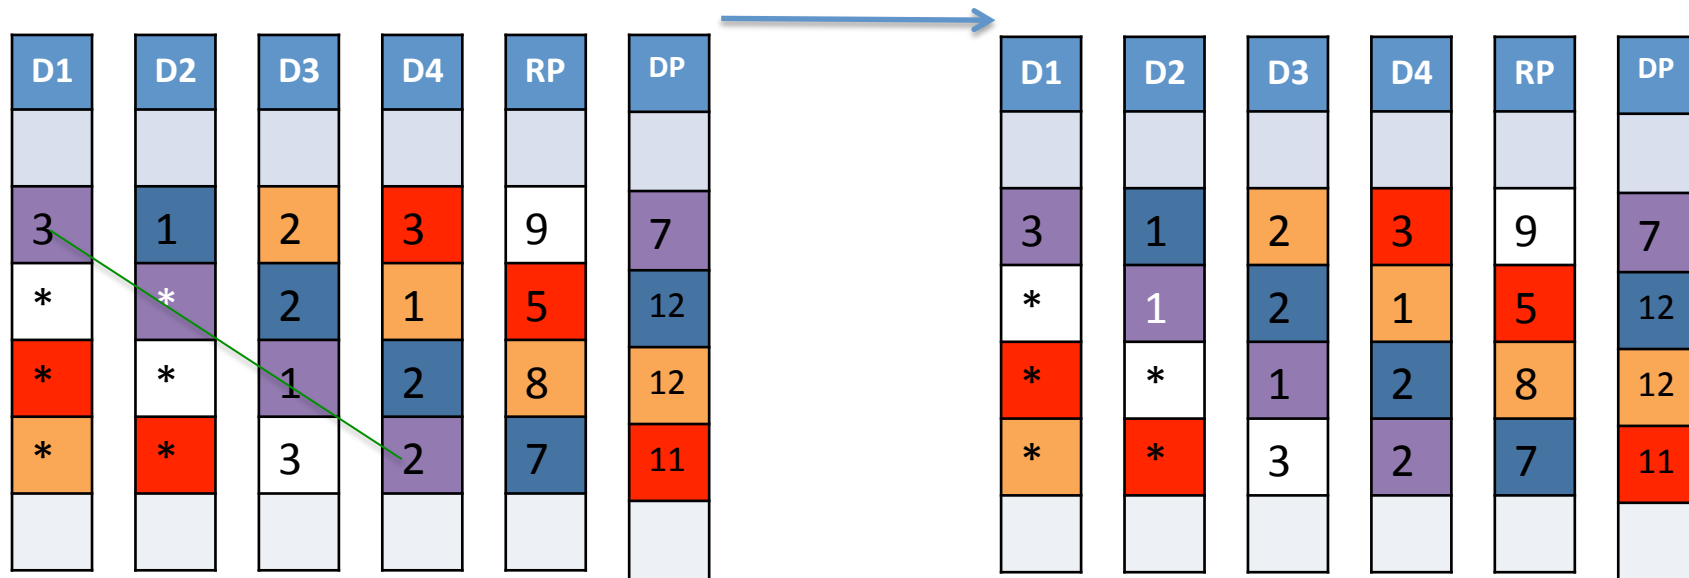 D1 D2 D3 D4 RP DP D1 D2 D3 D4 RP DP
3 1 2 3 9 7 3 1 2 3 9 7
* * 2 1 5 12 * 1 2 1 5 12
* * 1 2 8 12 * * 1 2 8 12
* * 3 2 7 11 * * 3 2 7 11